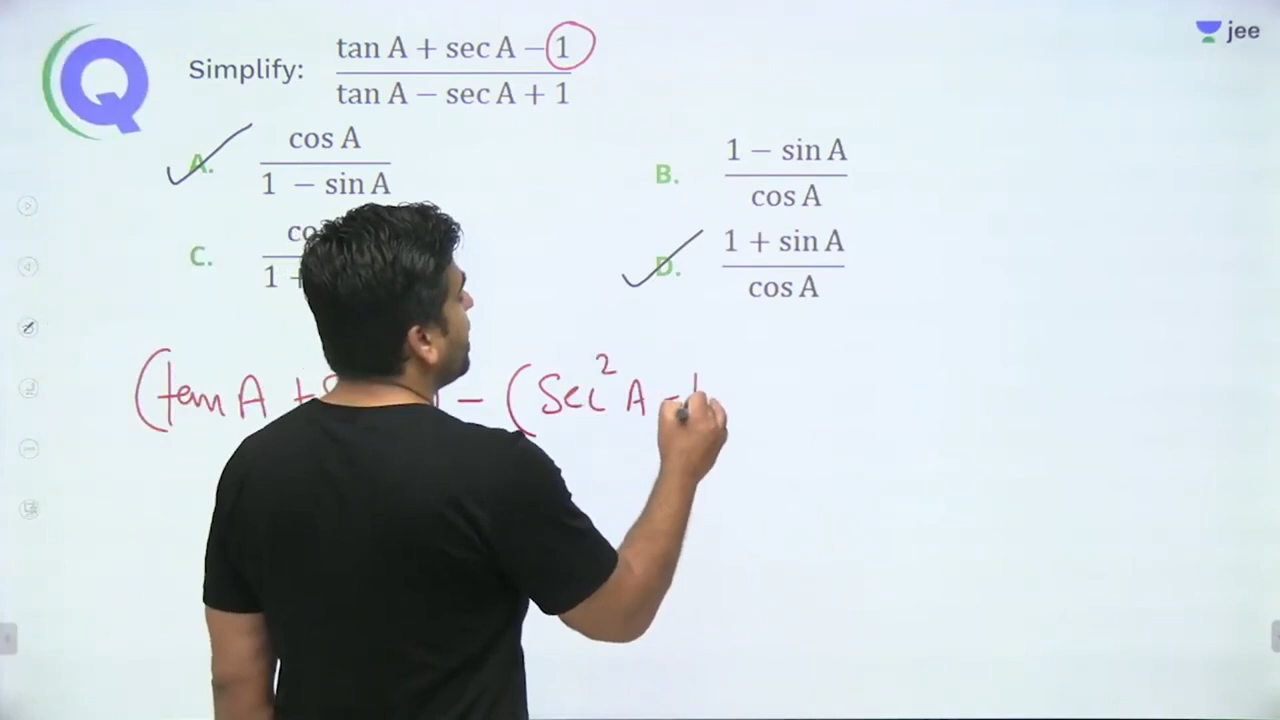 jee
Simplify: tan A + sec A − 1
tan A − sec A + 1
A. cos A
1 − sin A
B. 1 − sin A
cos A
C.
1 +
D. 1 + sin A
cos A
(tan A + − (Sec² A −